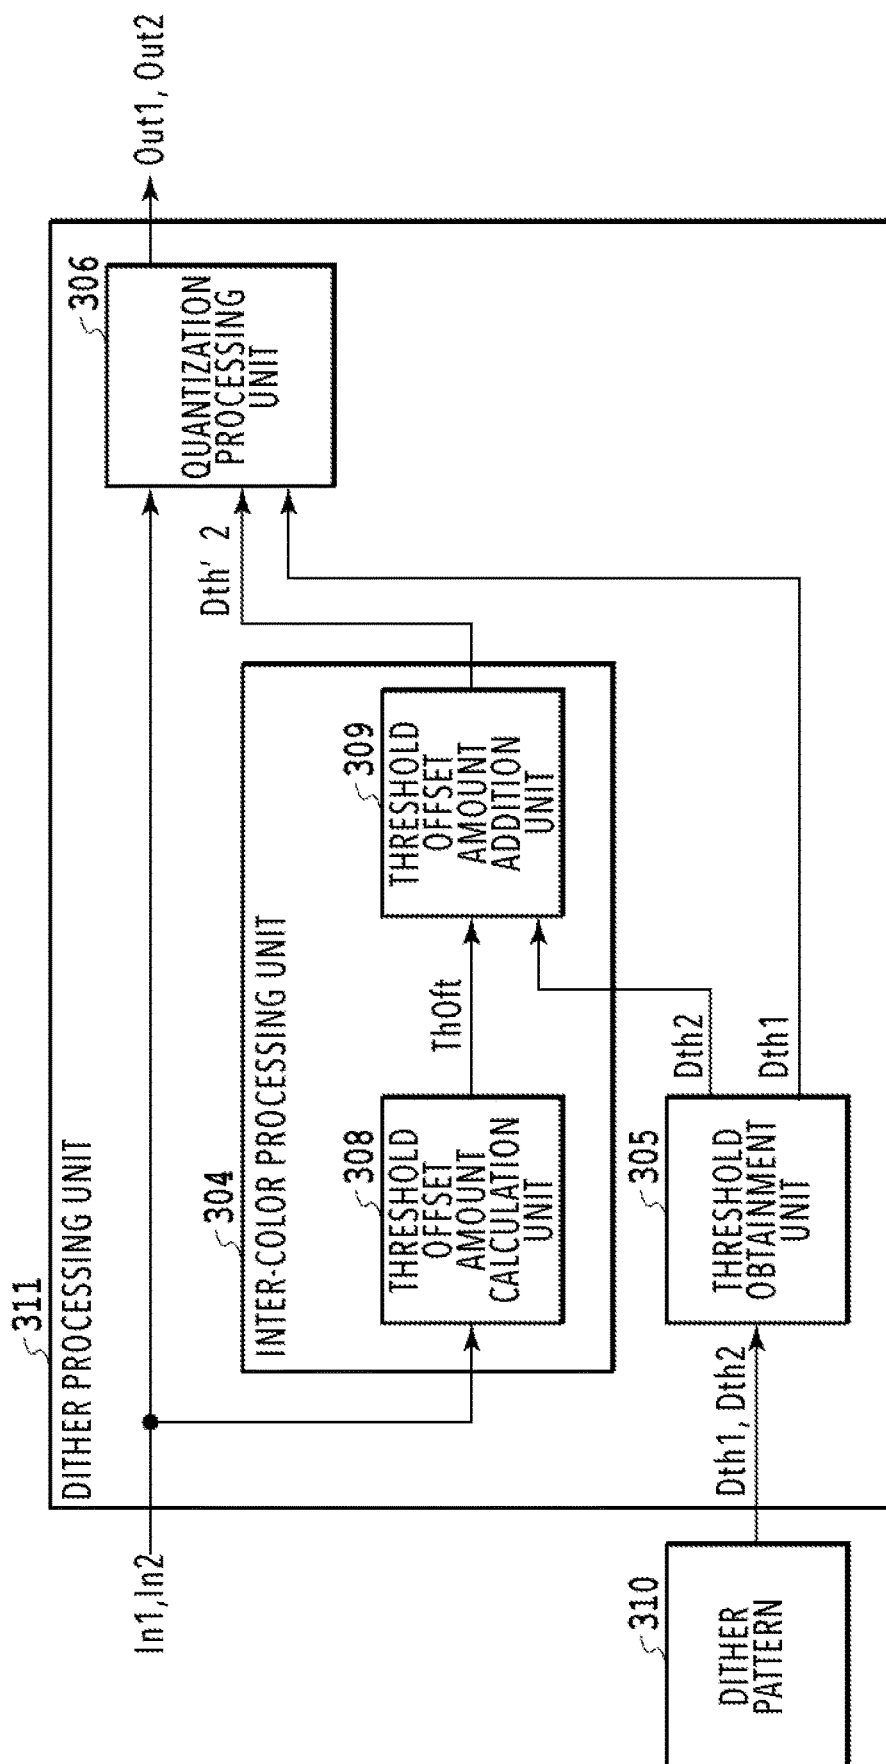 311
DITHER PROCESSING UNIT
In1,In2
Out1, Out2
306
QUANTIZATION
PROCESSING
UNIT
Dth' 2
304
INTER-COLOR PROCESSING UNIT
308
THRESHOLD
OFFSET
AMOUNT
CALCULATION
UNIT
ThOft
309
THRESHOLD
OFFSET
AMOUNT
ADDITION
UNIT
310
DITHER
PATTERN
Dth1, Dth2
305
THRESHOLD
OBTAINMENT
UNIT
Dth2
Dth1